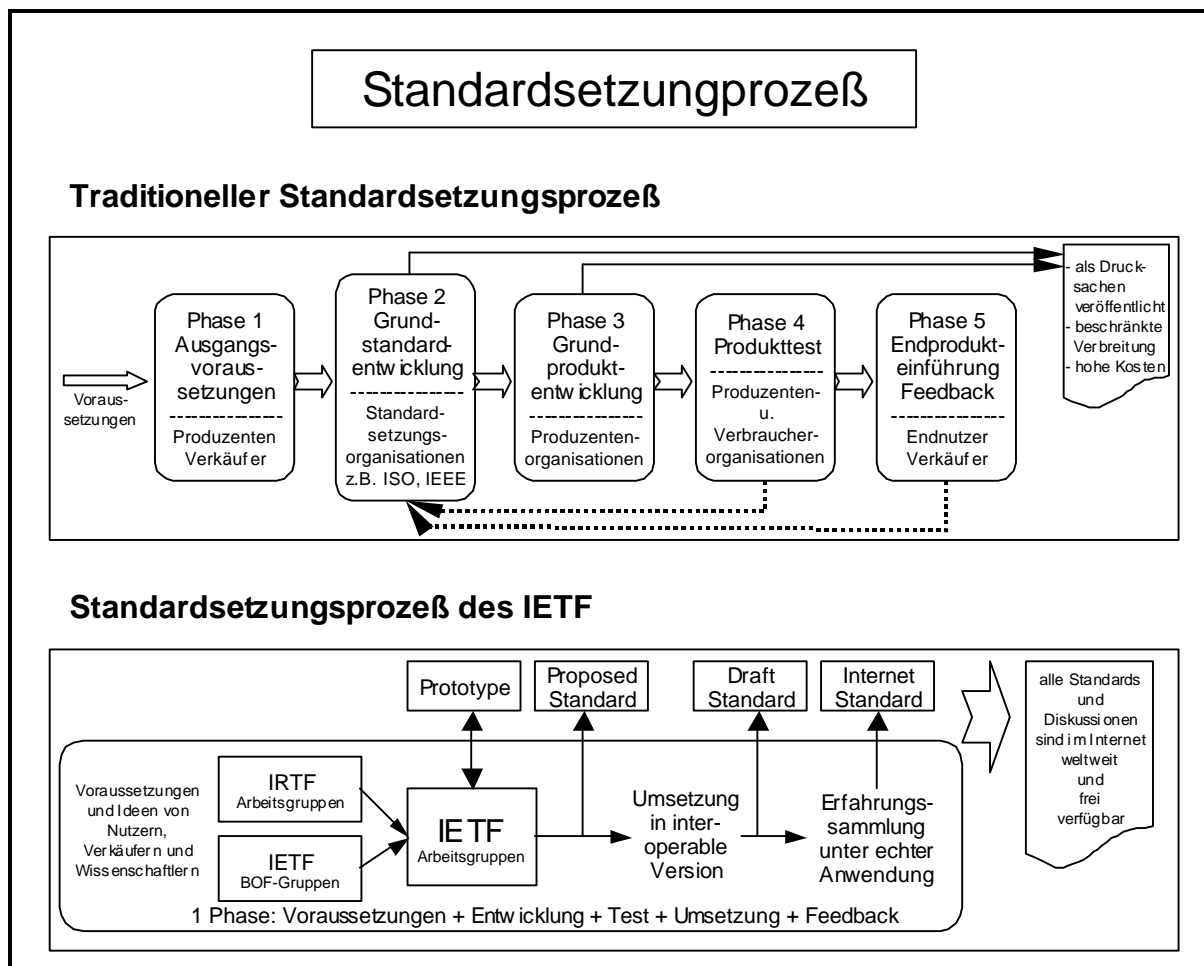 Standardsetzungprozeß
Traditioneller Standardsetzungsprozeß
Voraus-
setzungen
Phase 1
Ausgangs-
voraus-
setzungen
Produzenten
Verkäufer
Phase 2
Grund-
standard-
entwicklung
Standard-
setzungs-
organisationen
z.B. ISO, IEEE
Phase 3
Grund-
produkt-
entwicklung
Produzenten-
organisationen
Phase 4
Produkttest
Produzenten-
u.
Verbraucher-
organisationen
Phase 5
Endprodukt-
einführung
Feedback
Endnutzer
Verkäufer
- als Druck-
sachen
veröffentlicht
- beschränkte
Verbreitung
- hohe Kosten
Standardsetzungsprozeß des IETF
Prototype
Proposed
Standard
Draft
Standard
Internet
Standard
Voraussetzungen
und Ideen von
Nutzern,
Verkäufern und
Wissenschaftlern
IRTF
Arbeitsgruppen
IETF
BOF-Gruppen
IETF
Arbeitsgruppen
Umsetzung
in inter-
operable
Version
Erfahrungs-
sammlung
unter echter
Anwendung
1 Phase: Voraussetzungen + Entwicklung + Test + Umsetzung + Feedback
alle Standards
und
Diskussionen
sind im Internet
weltweit
und
frei
verfügbar